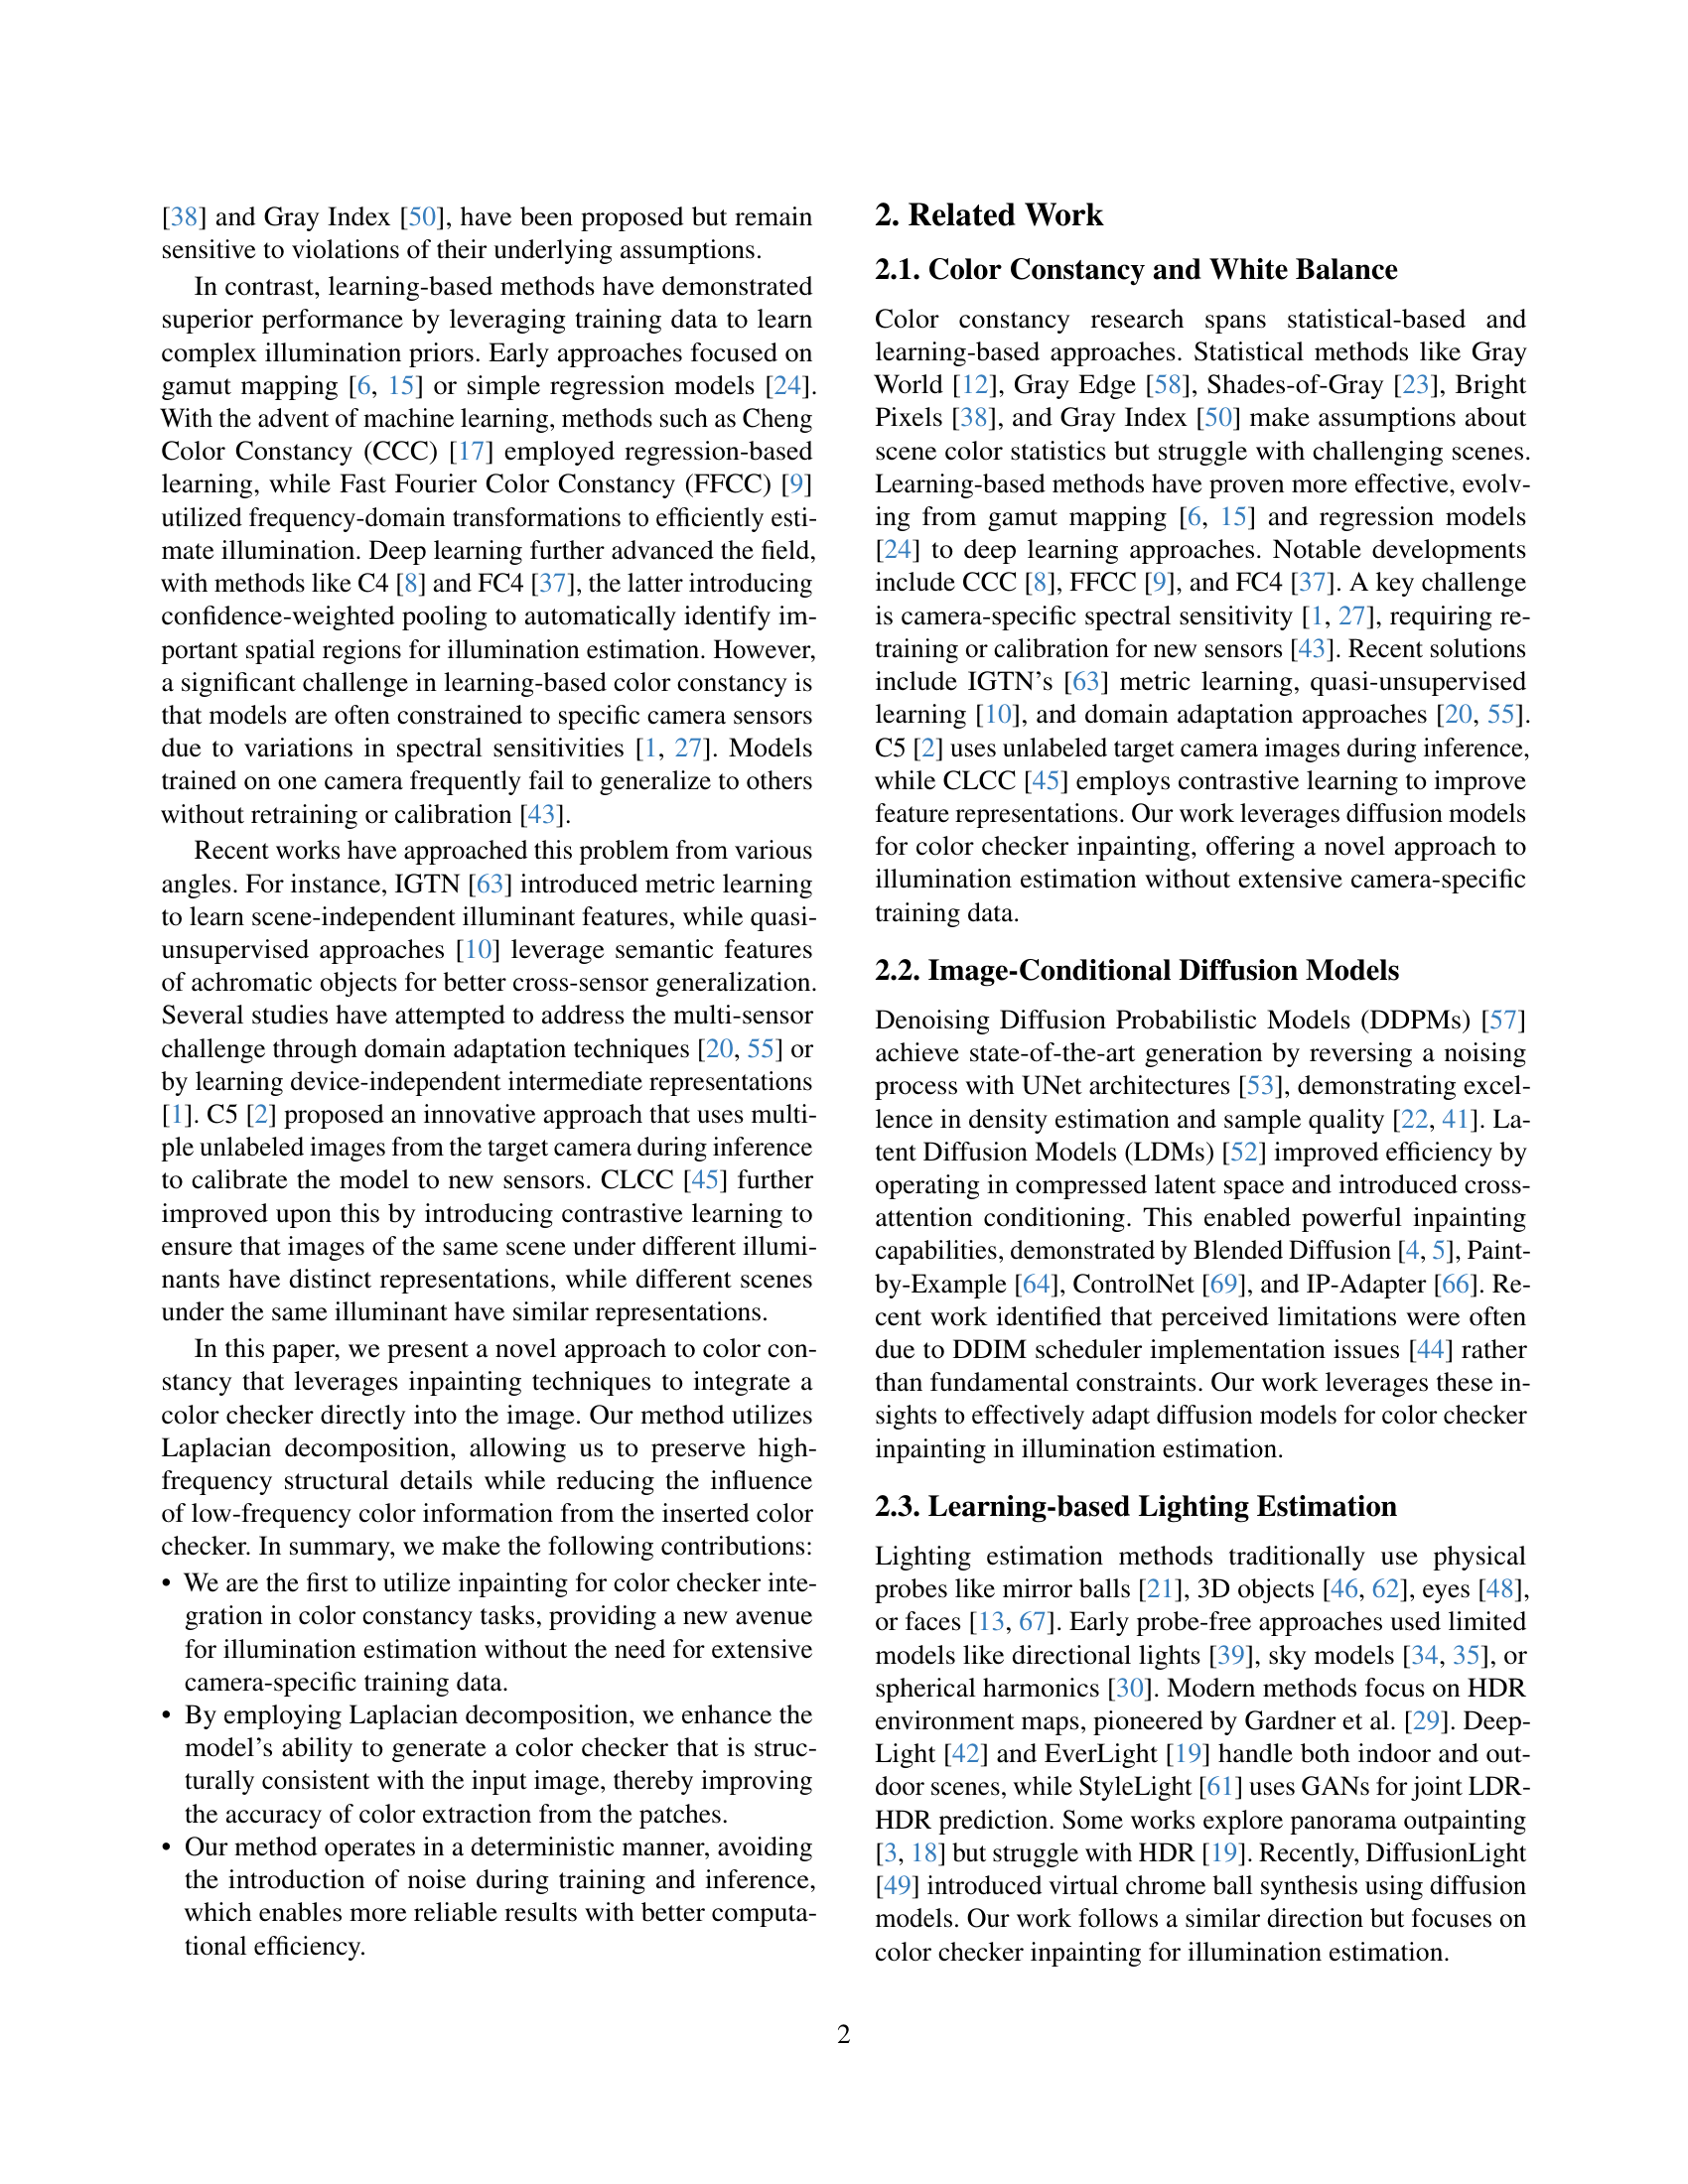 [38] and Gray Index [50], have been proposed but remain
sensitive to violations of their underlying assumptions.
In contrast, learning-based methods have demonstrated
superior performance by leveraging training data to learn
complex illumination priors. Early approaches focused on
gamut mapping [6, 15] or simple regression models [24].
With the advent of machine learning, methods such as Cheng
Color Constancy (CCC) [17] employed regression-based
learning, while Fast Fourier Color Constancy (FFCC) [9]
utilized frequency-domain transformations to efficiently esti-
mate illumination. Deep learning further advanced the field,
with methods like C4 [8] and FC4 [37], the latter introducing
confidence-weighted pooling to automatically identify im-
portant spatial regions for illumination estimation. However,
a significant challenge in learning-based color constancy is
that models are often constrained to specific camera sensors
due to variations in spectral sensitivities [1, 27]. Models
trained on one camera frequently fail to generalize to others
without retraining or calibration [43].
Recent works have approached this problem from various
angles. For instance, IGTN [63] introduced metric learning
to learn scene-independent illuminant features, while quasi-
unsupervised approaches [10] leverage semantic features
of achromatic objects for better cross-sensor generalization.
Several studies have attempted to address the multi-sensor
challenge through domain adaptation techniques [20, 55] or
by learning device-independent intermediate representations
[1]. C5 [2] proposed an innovative approach that uses multi-
ple unlabeled images from the target camera during inference
to calibrate the model to new sensors. CLCC [45] further
improved upon this by introducing contrastive learning to
ensure that images of the same scene under different illumi-
nants have distinct representations, while different scenes
under the same illuminant have similar representations.
In this paper, we present a novel approach to color con-
stancy that leverages inpainting techniques to integrate a
color checker directly into the image. Our method utilizes
Laplacian decomposition, allowing us to preserve high-
frequency structural details while reducing the influence
of low-frequency color information from the inserted color
checker. In summary, we make the following contributions:
• We are the first to utilize inpainting for color checker inte-
gration in color constancy tasks, providing a new avenue
for illumination estimation without the need for extensive
camera-specific training data.
• By employing Laplacian decomposition, we enhance the
model's ability to generate a color checker that is struc-
turally consistent with the input image, thereby improving
the accuracy of color extraction from the patches.
• Our method operates in a deterministic manner, avoiding
the introduction of noise during training and inference,
which enables more reliable results with better computa-
tional efficiency.
2. Related Work
2.1. Color Constancy and White Balance
Color constancy research spans statistical-based and
learning-based approaches. Statistical methods like Gray
World [12], Gray Edge [58], Shades-of-Gray [23], Bright
Pixels [38], and Gray Index [50] make assumptions about
scene color statistics but struggle with challenging scenes.
Learning-based methods have proven more effective, evolv-
ing from gamut mapping [6, 15] and regression models
[24] to deep learning approaches. Notable developments
include CCC [8], FFCC [9], and FC4 [37]. A key challenge
is camera-specific spectral sensitivity [1, 27], requiring re-
training or calibration for new sensors [43]. Recent solutions
include IGTN's [63] metric learning, quasi-unsupervised
learning [10], and domain adaptation approaches [20, 55].
C5 [2] uses unlabeled target camera images during inference,
while CLCC [45] employs contrastive learning to improve
feature representations. Our work leverages diffusion models
for color checker inpainting, offering a novel approach to
illumination estimation without extensive camera-specific
training data.
2.2. Image-Conditional Diffusion Models
Denoising Diffusion Probabilistic Models (DDPMs) [57]
achieve state-of-the-art generation by reversing a noising
process with UNet architectures [53], demonstrating excel-
lence in density estimation and sample quality [22, 41]. La-
tent Diffusion Models (LDMs) [52] improved efficiency by
operating in compressed latent space and introduced cross-
attention conditioning. This enabled powerful inpainting
capabilities, demonstrated by Blended Diffusion [4, 5], Paint-
by-Example [64], ControlNet [69], and IP-Adapter [66]. Re-
cent work identified that perceived limitations were often
due to DDIM scheduler implementation issues [44] rather
than fundamental constraints. Our work leverages these in-
sights to effectively adapt diffusion models for color checker
inpainting in illumination estimation.
2.3. Learning-based Lighting Estimation
Lighting estimation methods traditionally use physical
probes like mirror balls [21], 3D objects [46, 62], eyes [48],
or faces [13, 67]. Early probe-free approaches used limited
models like directional lights [39], sky models [34, 35], or
spherical harmonics [30]. Modern methods focus on HDR
environment maps, pioneered by Gardner et al. [29]. Deep-
Light [42] and EverLight [19] handle both indoor and out-
door scenes, while StyleLight [61] uses GANs for joint LDR-
HDR prediction. Some works explore panorama outpainting
[3, 18] but struggle with HDR [19]. Recently, DiffusionLight
[49] introduced virtual chrome ball synthesis using diffusion
models. Our work follows a similar direction but focuses on
color checker inpainting for illumination estimation.
2